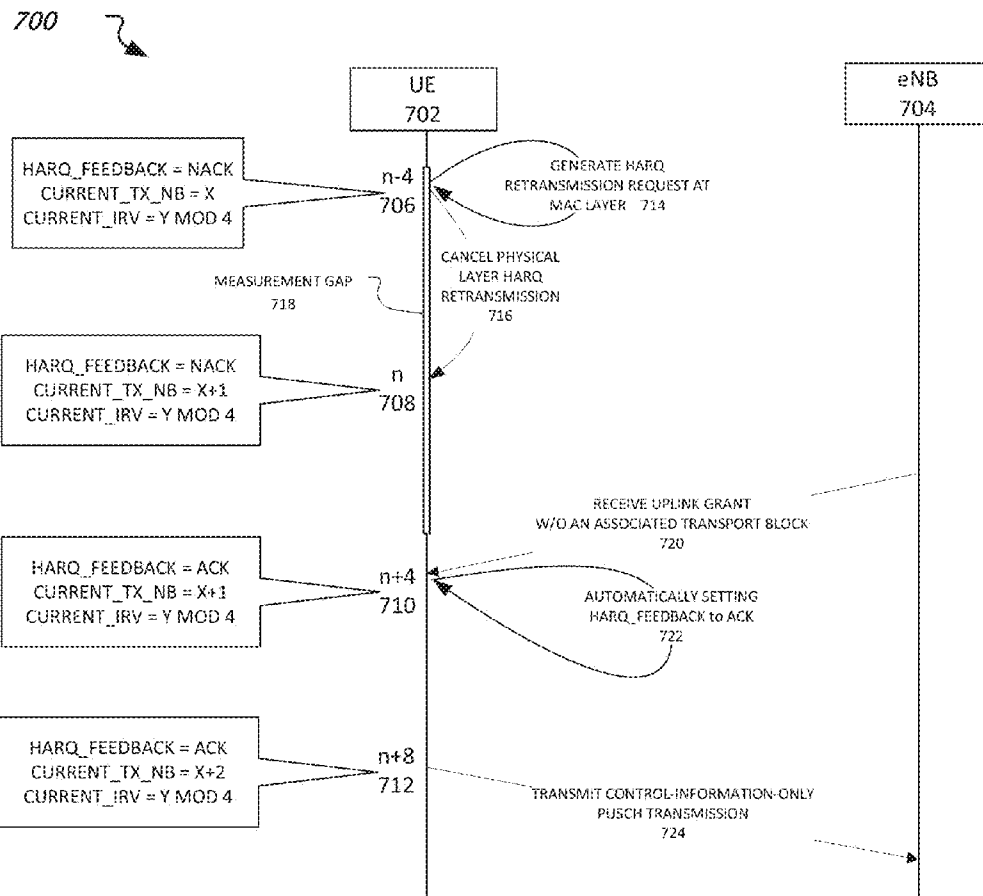 700
UE
702
eNB
704
HARQ_FEEDBACK = NACK
CURRENT_TX_NB = X
CURRENT_IRV = Y MOD 4
n-4
706
GENERATE HARQ
RETRANSMISSION REQUEST AT
MAC LAYER 714
CANCEL PHYSICAL
LAYER HARQ
RETRANSMISSION
716
MEASUREMENT GAP
718
HARQ_FEEDBACK = NACK
CURRENT_TX_NB = X+1
CURRENT_IRV = Y MOD 4
n
708
RECEIVE UPLINK GRANT
W/O AN ASSOCIATED TRANSPORT BLOCK
720
HARQ_FEEDBACK = ACK
CURRENT_TX_NB = X+1
CURRENT_IRV = Y MOD 4
n+4
710
AUTOMATICALLY SETTING
HARQ_FEEDBACK to ACK
722
HARQ_FEEDBACK = ACK
CURRENT_TX_NB = X+2
CURRENT_IRV = Y MOD 4
n+8
712
TRANSMIT CONTROL-INFORMATION-ONLY
PUSCH TRANSMISSION
724